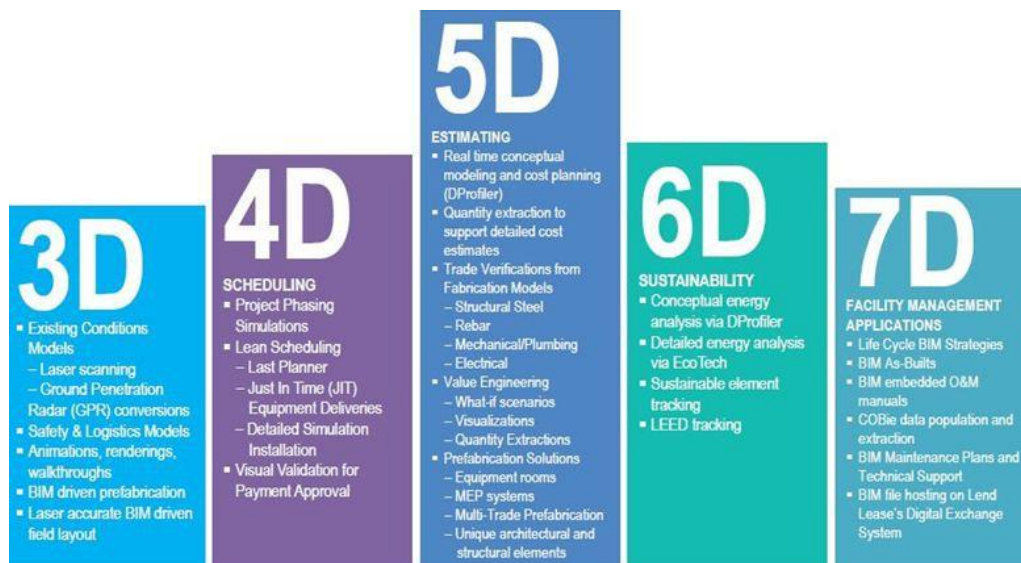 3D
▪ Existing Conditions
Models
– Laser scanning
– Ground Penetration
Radar (GPR) conversions
▪ Safety & Logistics Models
▪ Animations, renderings,
walkthroughs
▪ BIM driven prefabrication
▪ Laser accurate BIM driven
field layout
4D
SCHEDULING
▪ Project Phasing
Simulations
▪ Lean Scheduling
– Last Planner
– Just In Time (JIT)
Equipment Deliveries
– Detailed Simulation
Installation
▪ Visual Validation for
Payment Approval
5D
ESTIMATING
▪ Real time conceptual
modeling and cost planning
(DProfiler)
▪ Quantity extraction to
support detailed cost
estimates
▪ Trade Verifications from
Fabrication Models
– Structural Steel
– Rebar
– Mechanical/Plumbing
– Electrical
▪ Value Engineering
– What-if scenarios
– Visualizations
– Quantity Extractions
▪ Prefabrication Solutions
– Equipment rooms
– MEP systems
– Multi-Trade Prefabrication
– Unique architectural and
structural elements
6D
SUSTAINABILITY
▪ Conceptual energy
analysis via DProfiler
▪ Detailed energy analysis
via EcoTech
▪ Sustainable element
tracking
▪ LEED tracking
7D
FACILITY MANAGEMENT
APPLICATIONS
▪ Life Cycle BIM Strategies
▪ BIM As-Builts
▪ BIM embedded O&M
manuals
▪ COBie data population and
extraction
▪ BIM Maintenance Plans and
Technical Support
▪ BIM file hosting on Lend
Lease's Digital Exchange
System